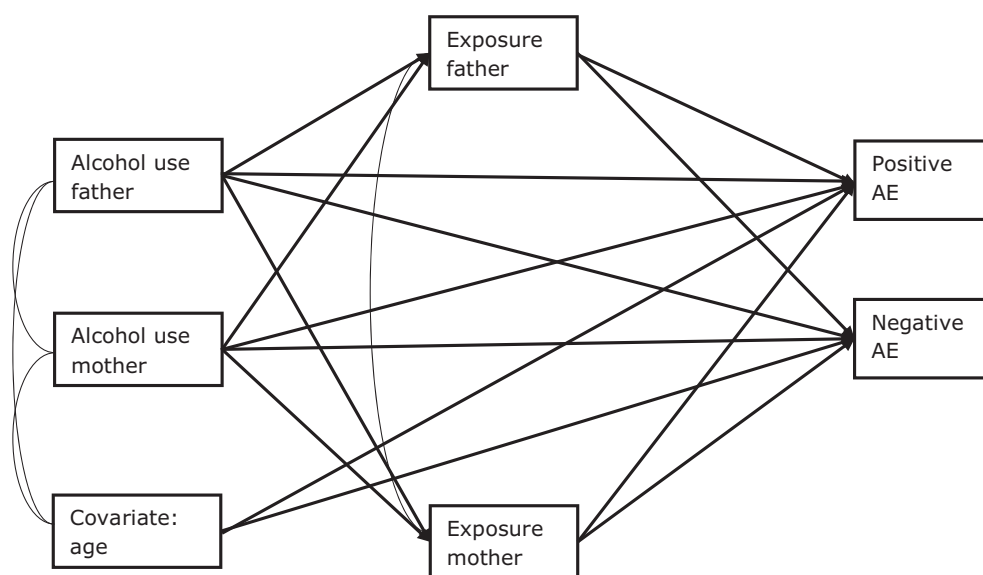 Exposure
father
Alcohol use
father
Positive
AE
Alcohol use
mother
Negative
AE
Covariate:
age
Exposure
mother